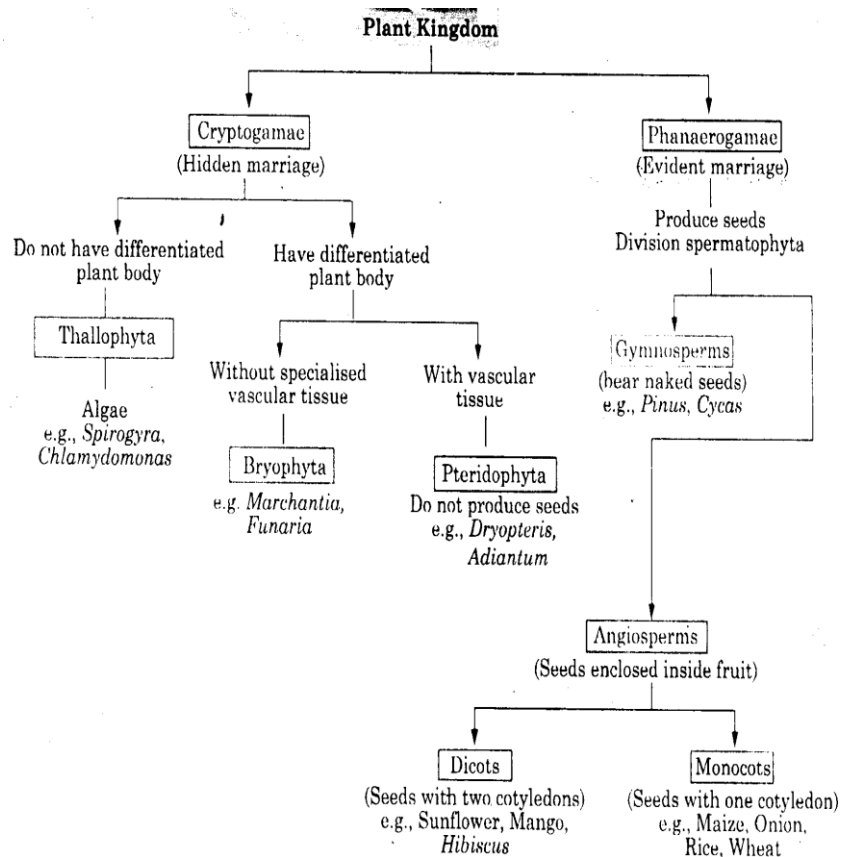 Plant Kingdom
Cryptogamae
(Hidden marriage)
Phanaerogamae
(Evident marriage)
Produce seeds
Division spermatophyta
Do not have differentiated
plant body
Have differentiated
plant body
Thallophyta
Algae
e.g., Spirogyra,
Chlamydomonas
Without specialised
vascular tissue
Bryophyta
e.g. Marchantia,
Funaria
With vascular
tissue
Pteridophyta
Do not produce seeds
e.g., Dryopteris,
Adiantum
Gymnosperms
(bear naked seeds)
e.g., Pinus, Cycas
Angiosperms
(Seeds enclosed inside fruit)
Dicots
(Seeds with two cotyledons)
e.g., Sunflower, Mango,
Hibiscus
Monocots
(Seeds with one cotyledon)
e.g., Maize, Onion,
Rice, Wheat